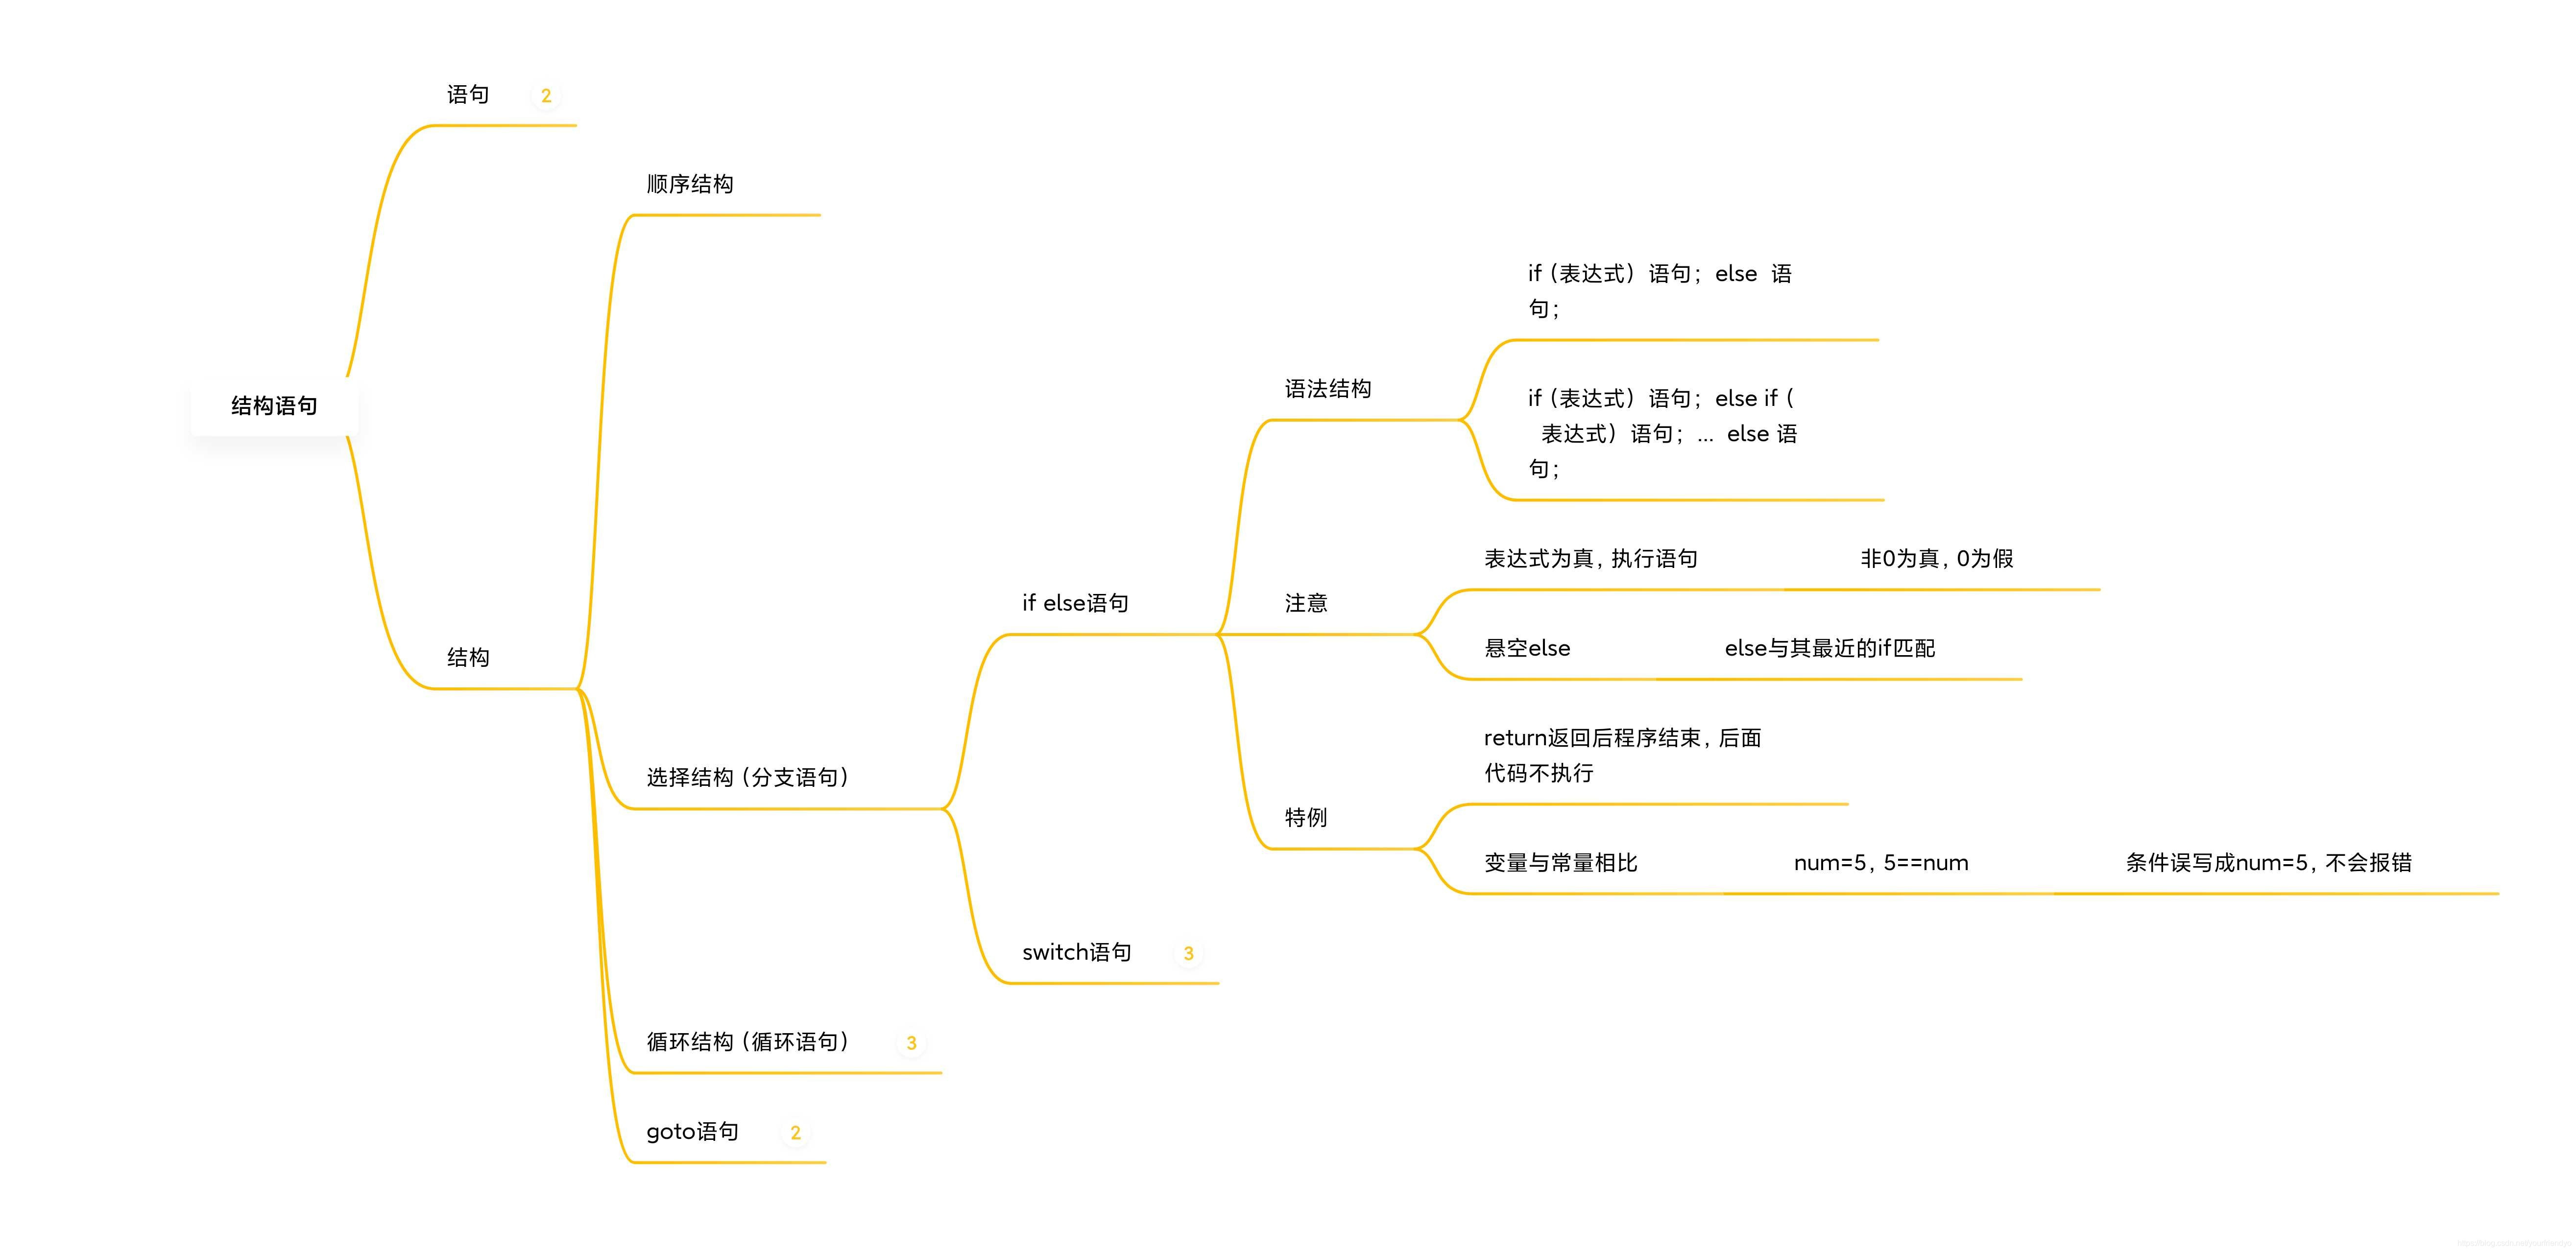 语句 2
顺序结构
if（表达式）语句；else 语
句；
语法结构
if（表达式）语句；else if（
表达式）语句；... else 语
句；
结构语句
表达式为真，执行语句
非0为真，0为假
if else语句
注意
悬空else
else与其最近的if匹配
结构
return返回后程序结束，后面
代码不执行
选择结构（分支语句）
特例
变量与常量相比
num=5，5==num
条件误写成num=5，不会报错
switch语句 3
循环结构（循环语句） 3
goto语句 2